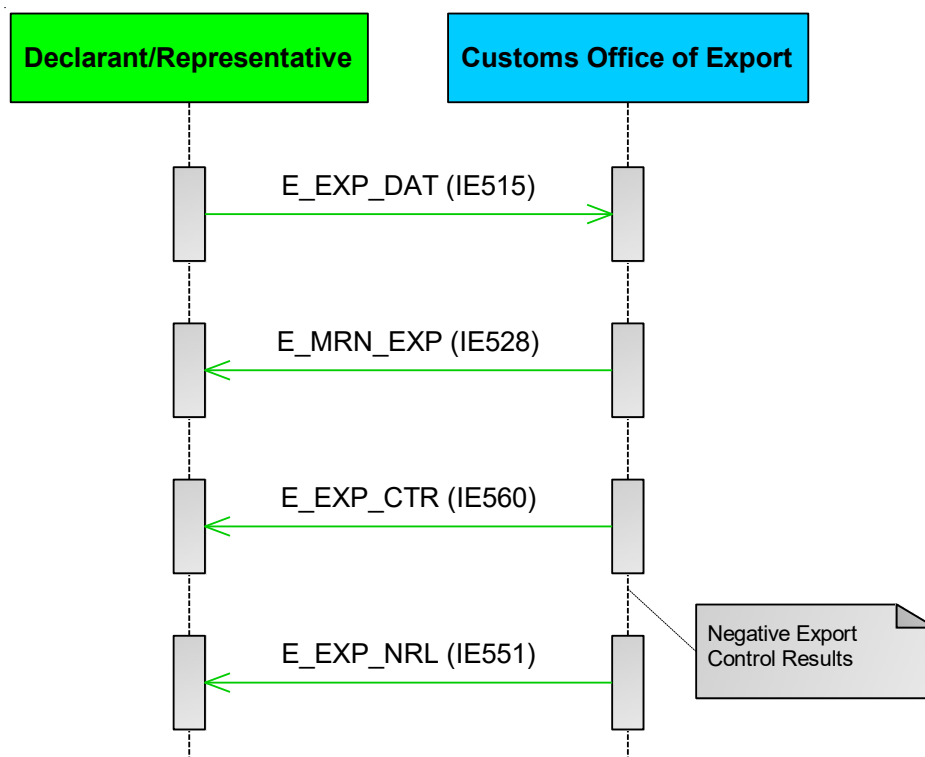 Declarant/Representative
Customs Office of Export
E_EXP_DAT (IE515)
E_MRN_EXP (IE528)
E_EXP_CTR (IE560)
Negative Export
Control Results
E_EXP_NRL (IE551)